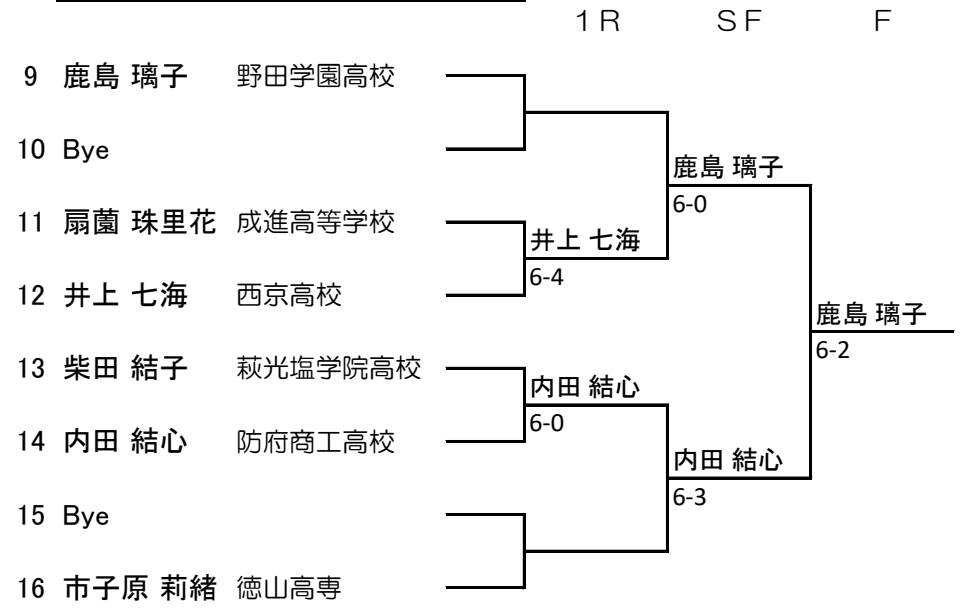 １Ｒ ＳＦ Ｆ
9 鹿島 璃子 野田学園高校
10 Bye
鹿島 璃子
6-0
11 扇薗 珠里花 成進高等学校
井上 七海
6-4
12 井上 七海 西京高校
鹿島 璃子
6-2
13 柴田 結子 萩光塩学院高校
内田 結心
6-0
14 内田 結心 防府商工高校
内田 結心
6-3
15 Bye
16 市子原 莉緒 徳山高専